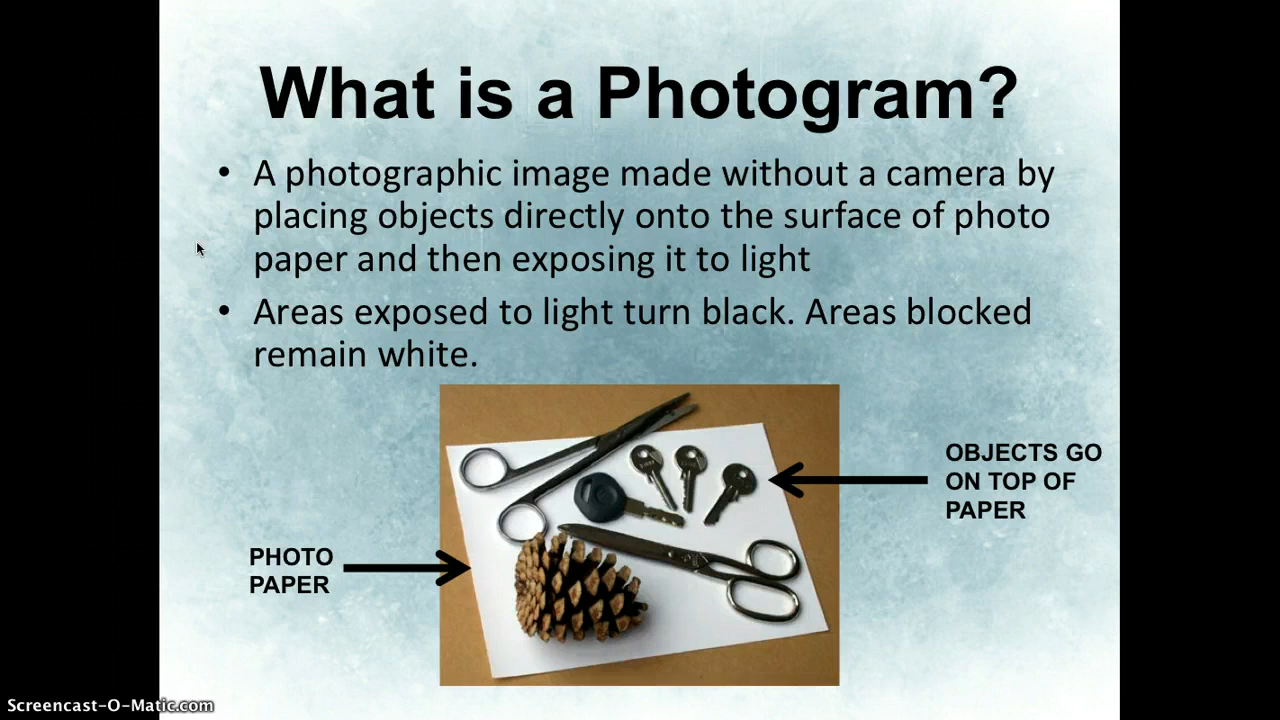 What is a Photogram?
• A photographic image made without a camera by
placing objects directly onto the surface of photo
paper and then exposing it to light
• Areas exposed to light turn black. Areas blocked
remain white.
OBJECTS GO
ON TOP OF
PAPER
PHOTO
PAPER
Screencast-O-Matic.com